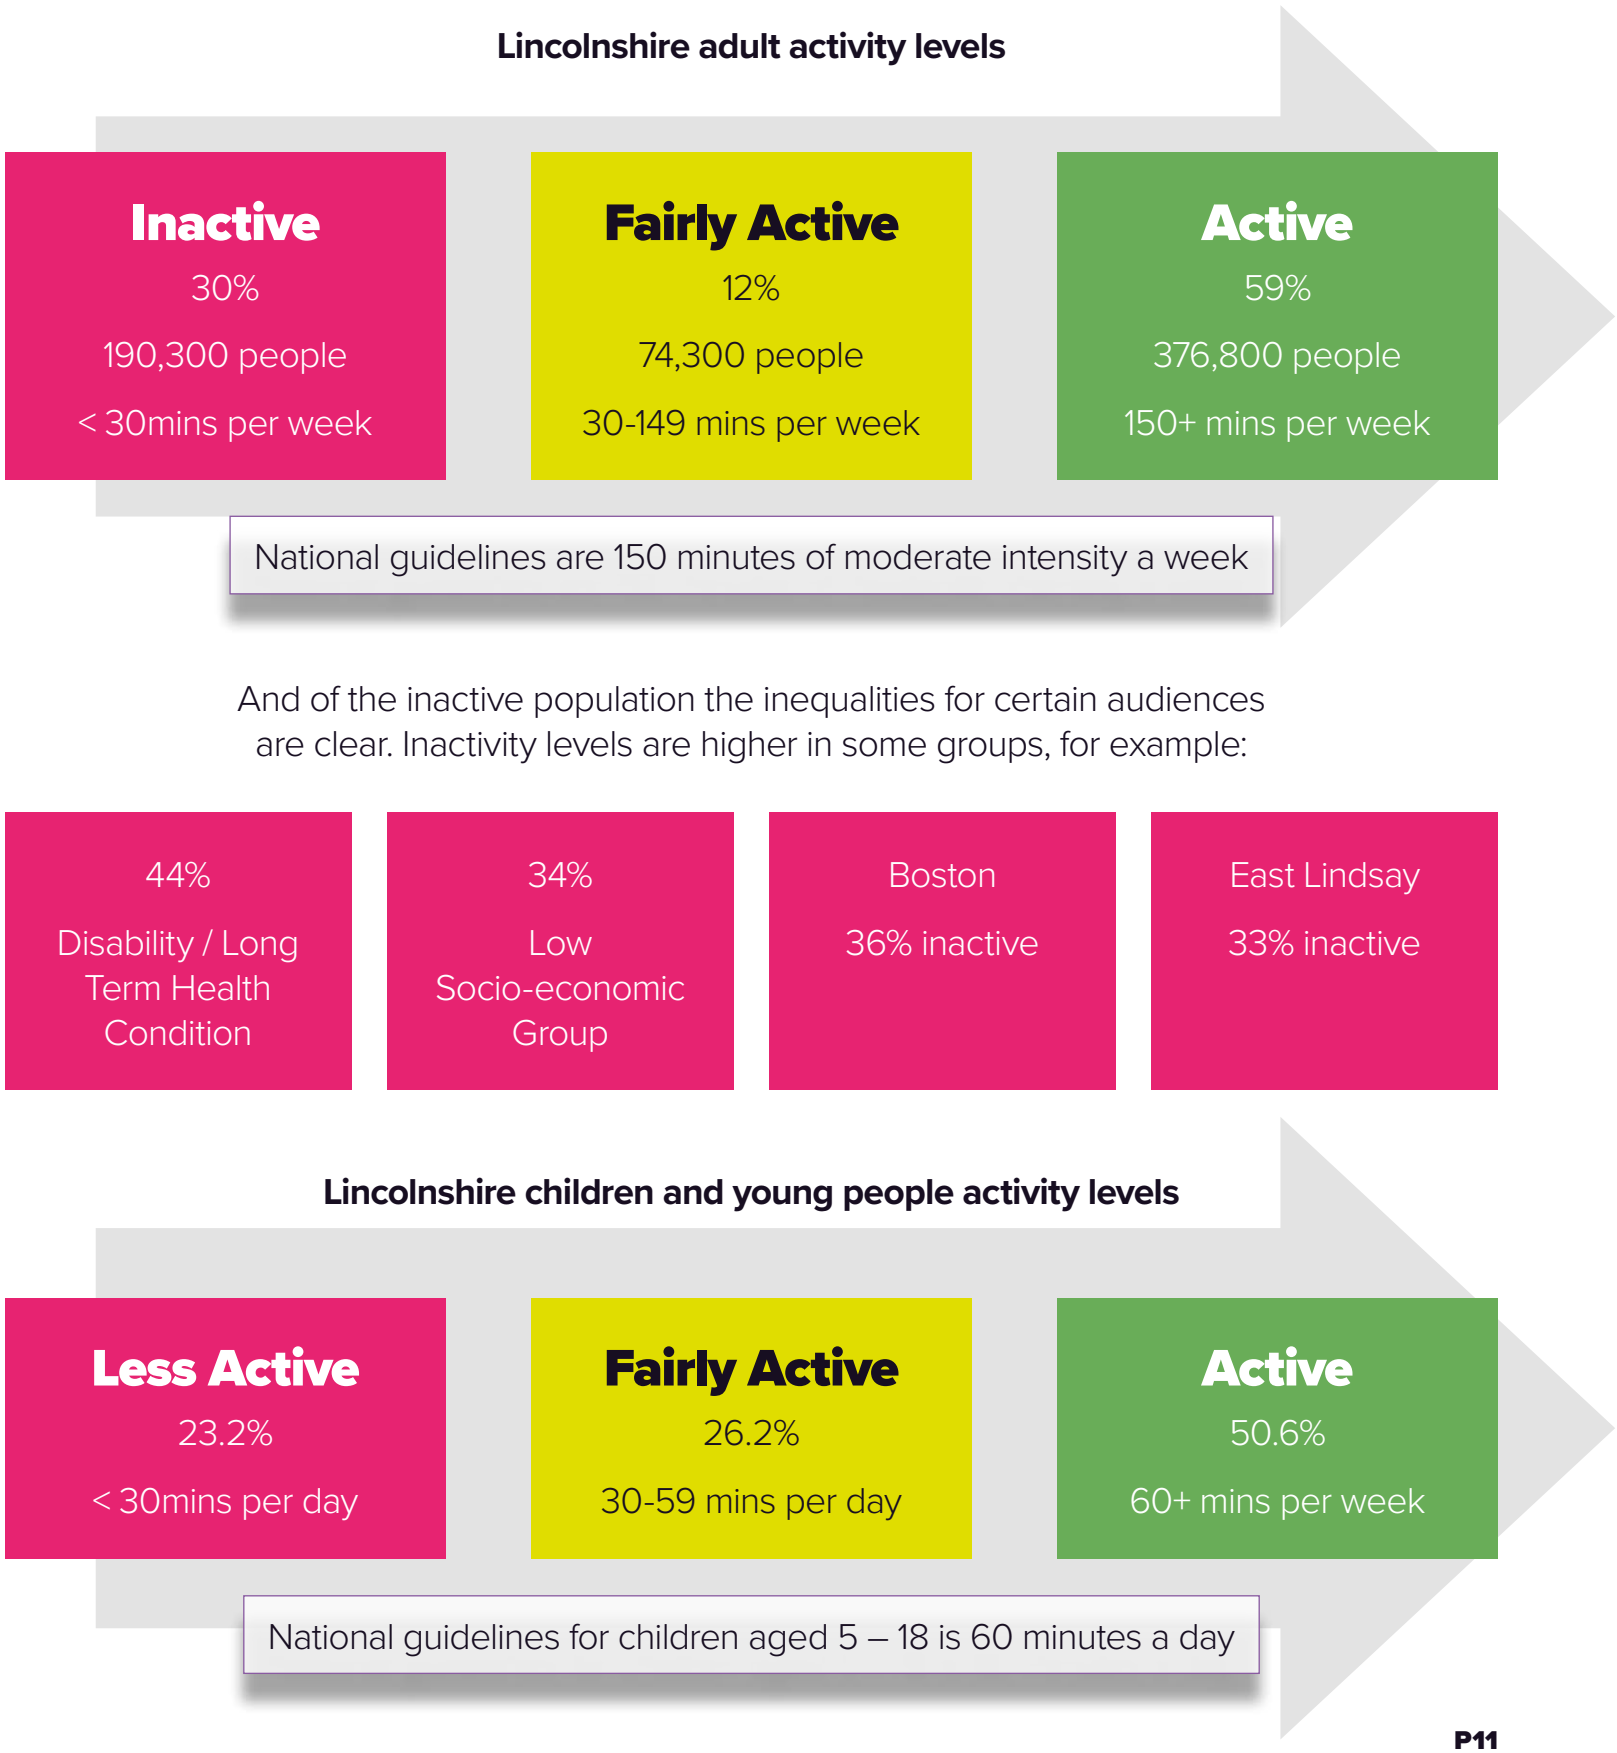 Lincolnshire adult activity levels
Inactive
30%
190,300 people
< 30mins per week
Fairly Active
12%
74,300 people
30-149 mins per week
Active
59%
376,800 people
150+ mins per week
National guidelines are 150 minutes of moderate intensity a week
And of the inactive population the inequalities for certain audiences
are clear. Inactivity levels are higher in some groups, for example:
44%
Disability / Long
Term Health
Condition
34%
Low
Socio-economic
Group
Boston
36% inactive
East Lindsay
33% inactive
Lincolnshire children and young people activity levels
Less Active
23.2%
< 30mins per day
Fairly Active
26.2%
30-59 mins per day
Active
50.6%
60+ mins per week
National guidelines for children aged 5 – 18 is 60 minutes a day
P11